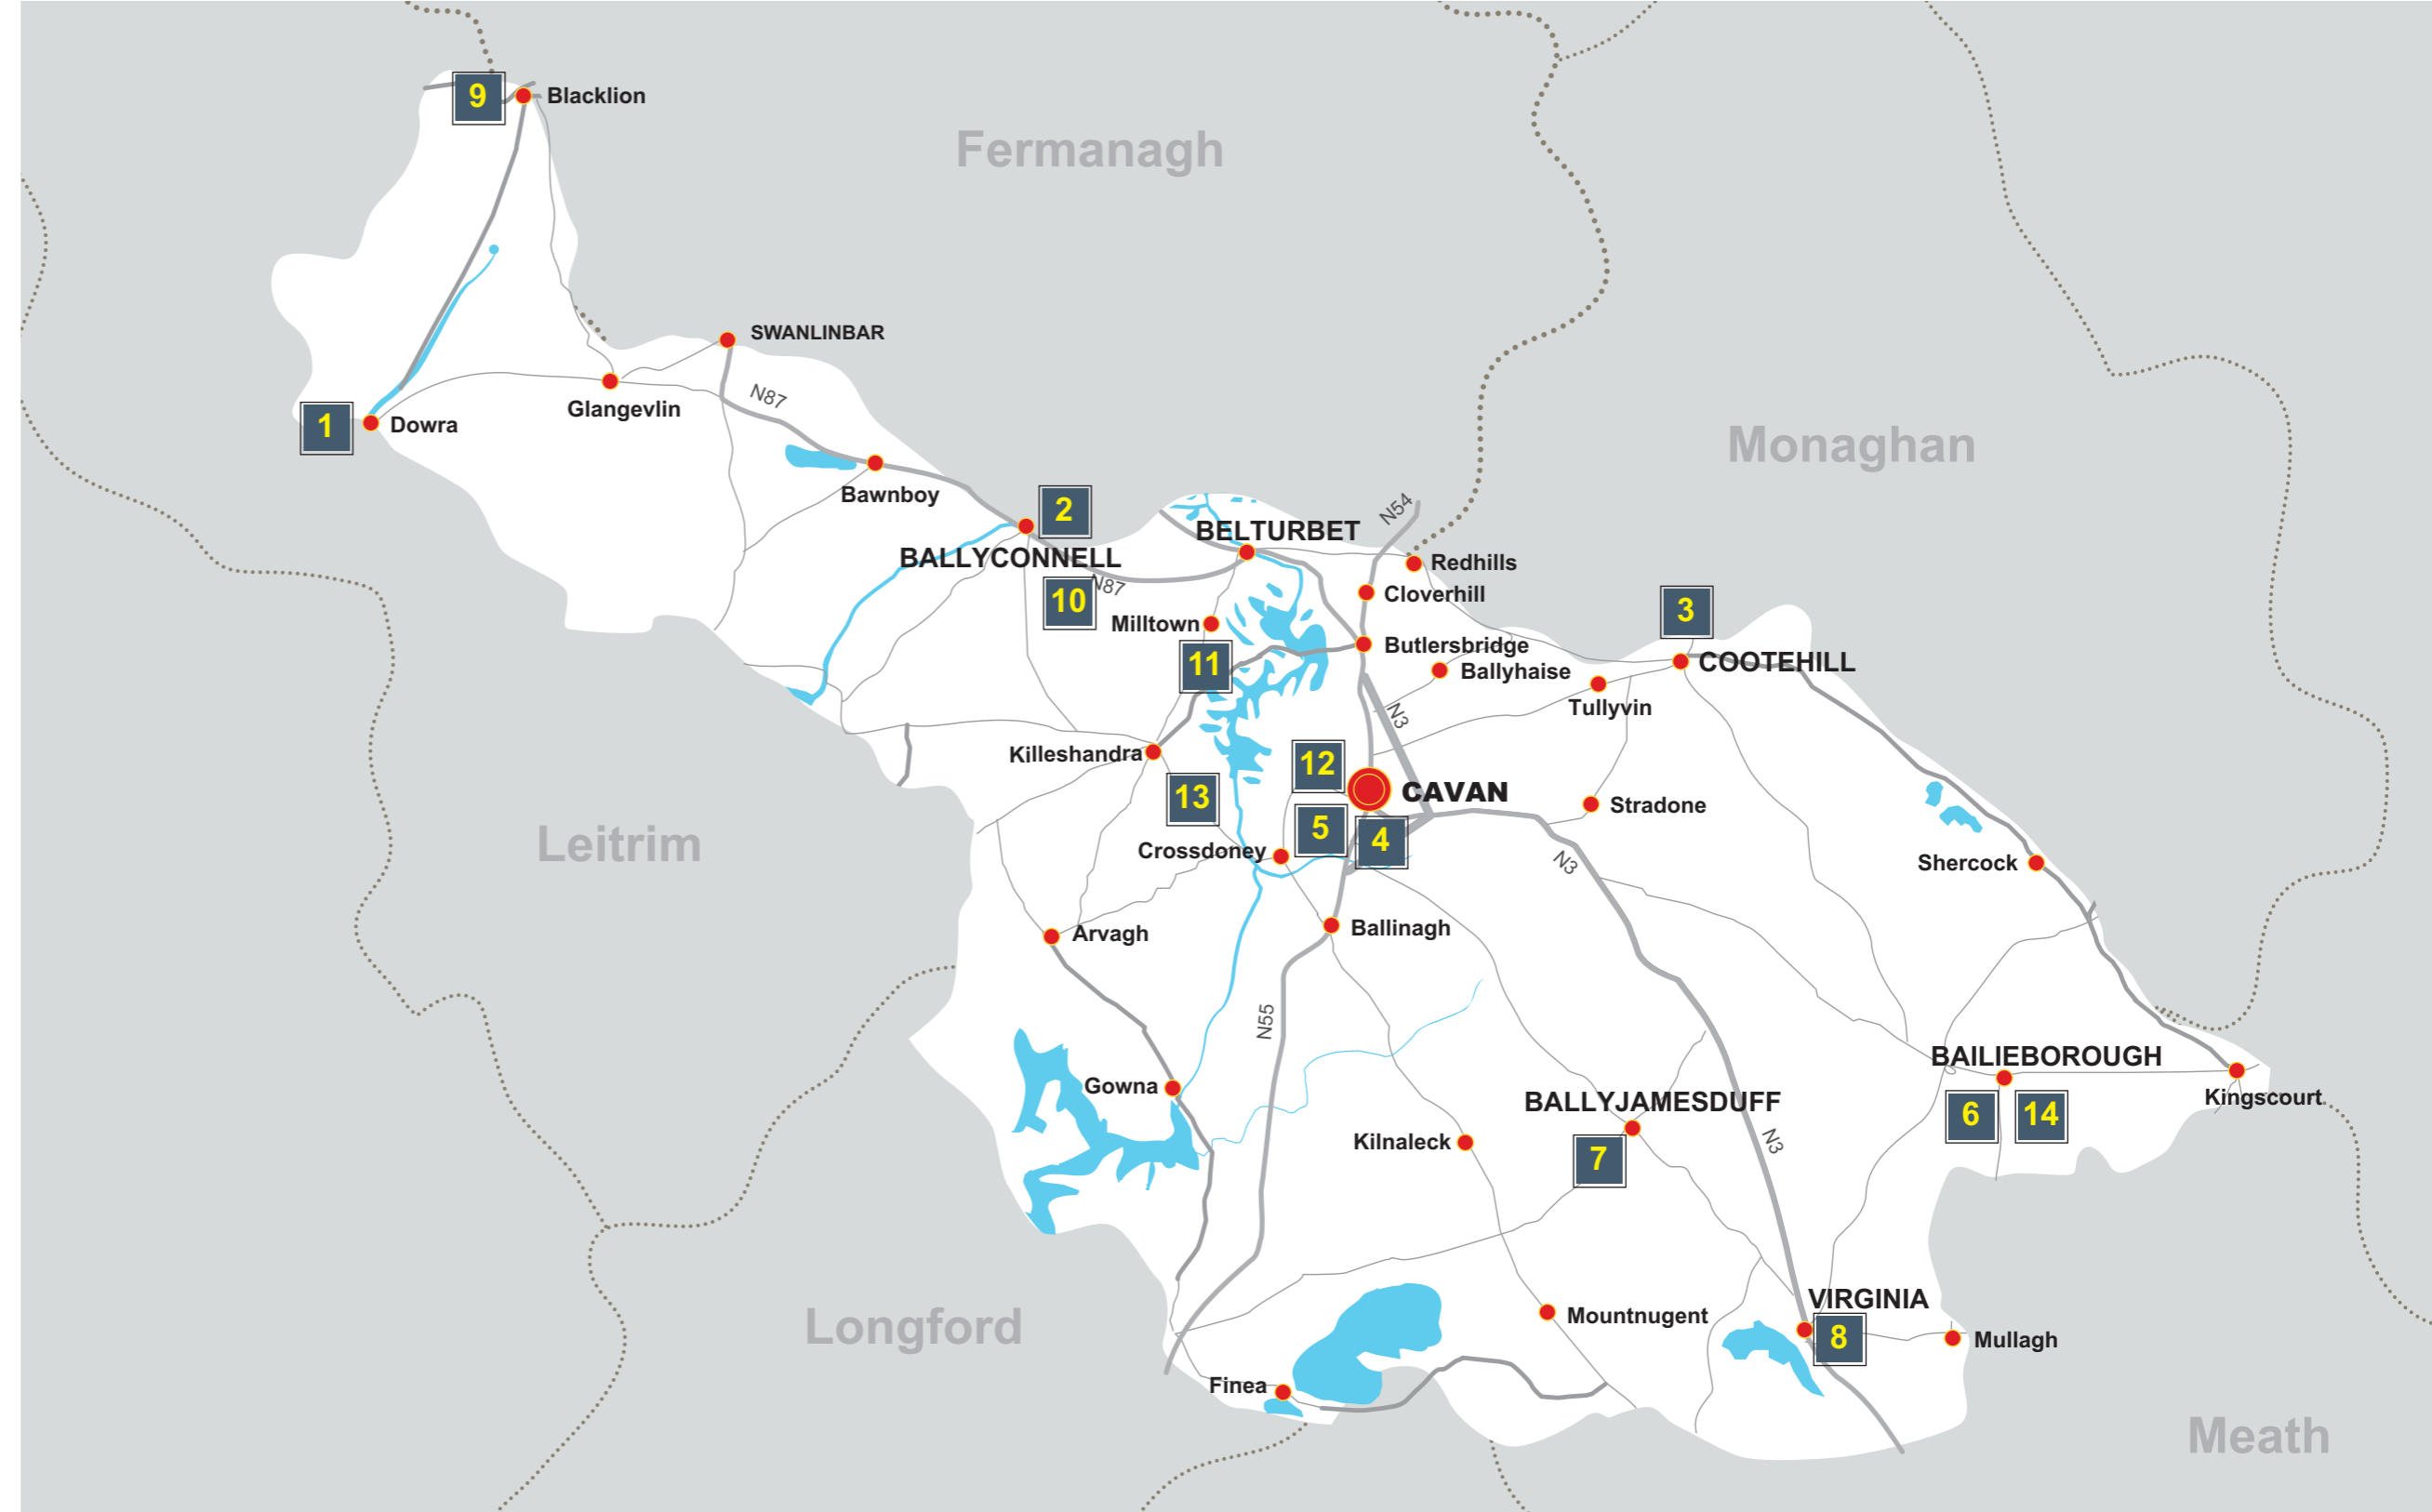 9
Blacklion
Fermanagh
SWANLINBAR
N87
Glangevlin
1
Dowra
Monaghan
Bawnboy
2
N54
BELTURBET
BALLYCONNELL
Redhills
N87
10
Cloverhill
3
Milltown
Butlersbridge
11
Ballyhaise
COOTEHILL
Tullyvin
N3
Killeshandra
12
CAVAN
13
Stradone
5
4
Leitrim
Crossdoney
N3
Shercock
Ballinagh
Arvagh
N55
BAILIEBOROUGH
Gowna
BALLYJAMESDUFF
Kingscourt
6
14
Kilnaleck
N3
7
VIRGINIA
Longford
Mountnugent
8
Mullagh
Finea
Meath